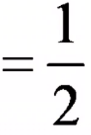 = 1/2